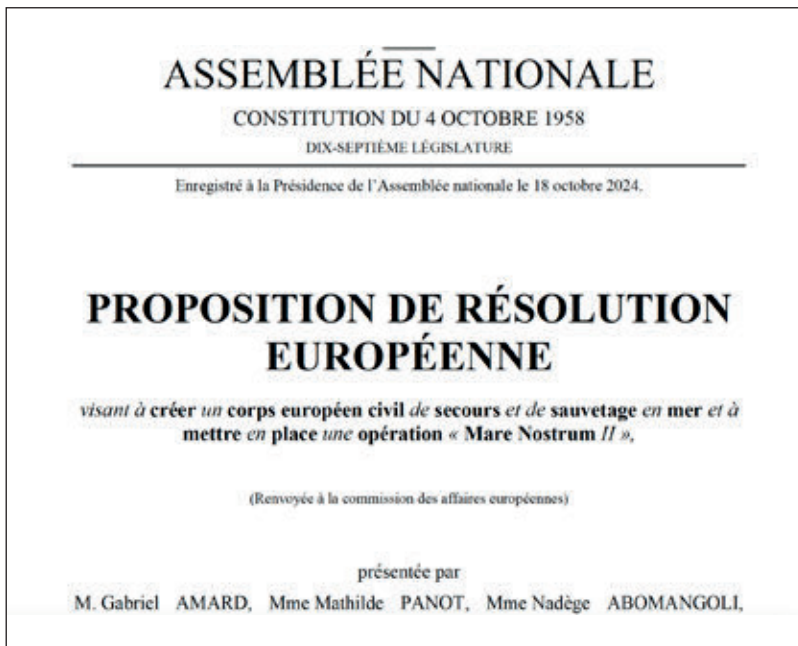 ASSEMBLÉE NATIONALE
CONSTITUTION DU 4 OCTOBRE 1958
DIX-SEPTIÈME LÉGISLATURE
Enregistré à la Présidence de l'Assemblée nationale le 18 octobre 2024.
PROPOSITION DE RÉSOLUTION
EUROPÉENNE
visant à créer un corps européen civil de secours et de sauvetage en mer et à
mettre en place une opération « Mare Nostrum II »,
(Renvoyée à la commission des affaires européennes)
présentée par
M. Gabriel AMARD, Mme Mathilde PANOT, Mme Nadège ABOMANGOLI,